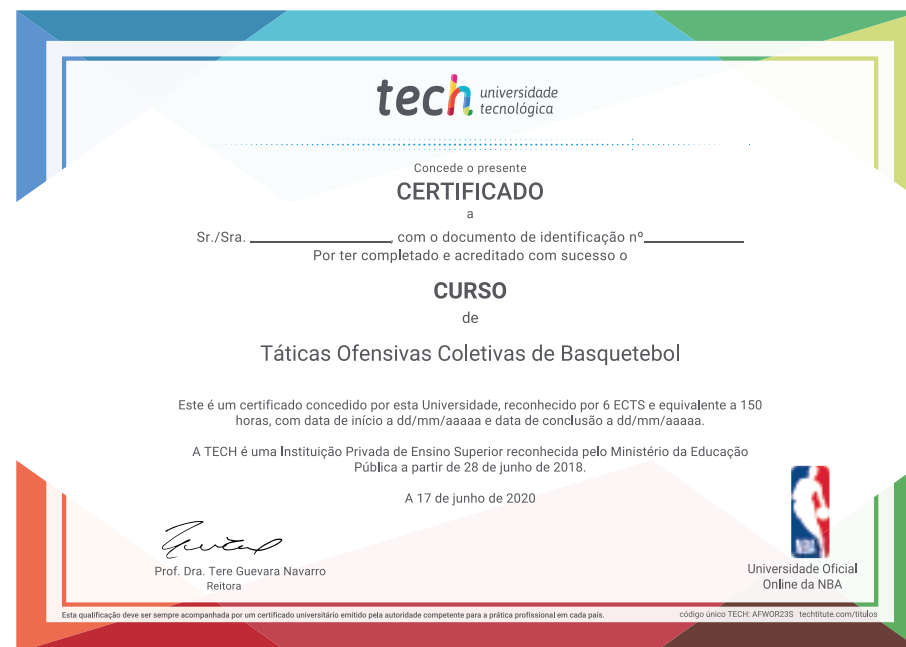 tech universidade
tecnológica
Concede o presente
CERTIFICADO
a
Sr./Sra. ____________, com o documento de identificação nº____________
Por ter completado e acreditado com sucesso o
CURSO
de
Táticas Ofensivas Coletivas de Basquetebol
Este é um certificado concedido por esta Universidade, reconhecido por 6 ECTS e equivalente a 150
horas, com data de início a dd/mm/aaaaa e data de conclusão a dd/mm/aaaaa.
A TECH é uma Instituição Privada de Ensino Superior reconhecida pelo Ministério da Educação
Pública a partir de 28 de junho de 2018.
A 17 de junho de 2020
Prof. Dra. Tere Guevara Navarro
Reitora
NBA
Universidade Oficial
Online da NBA
Esta qualificação deve ser sempre acompanhada por um certificado universitário emitido pela autoridade competente para a prática profissional em cada país.
código único TECH: AFWOR23S techtitute.com/titulos